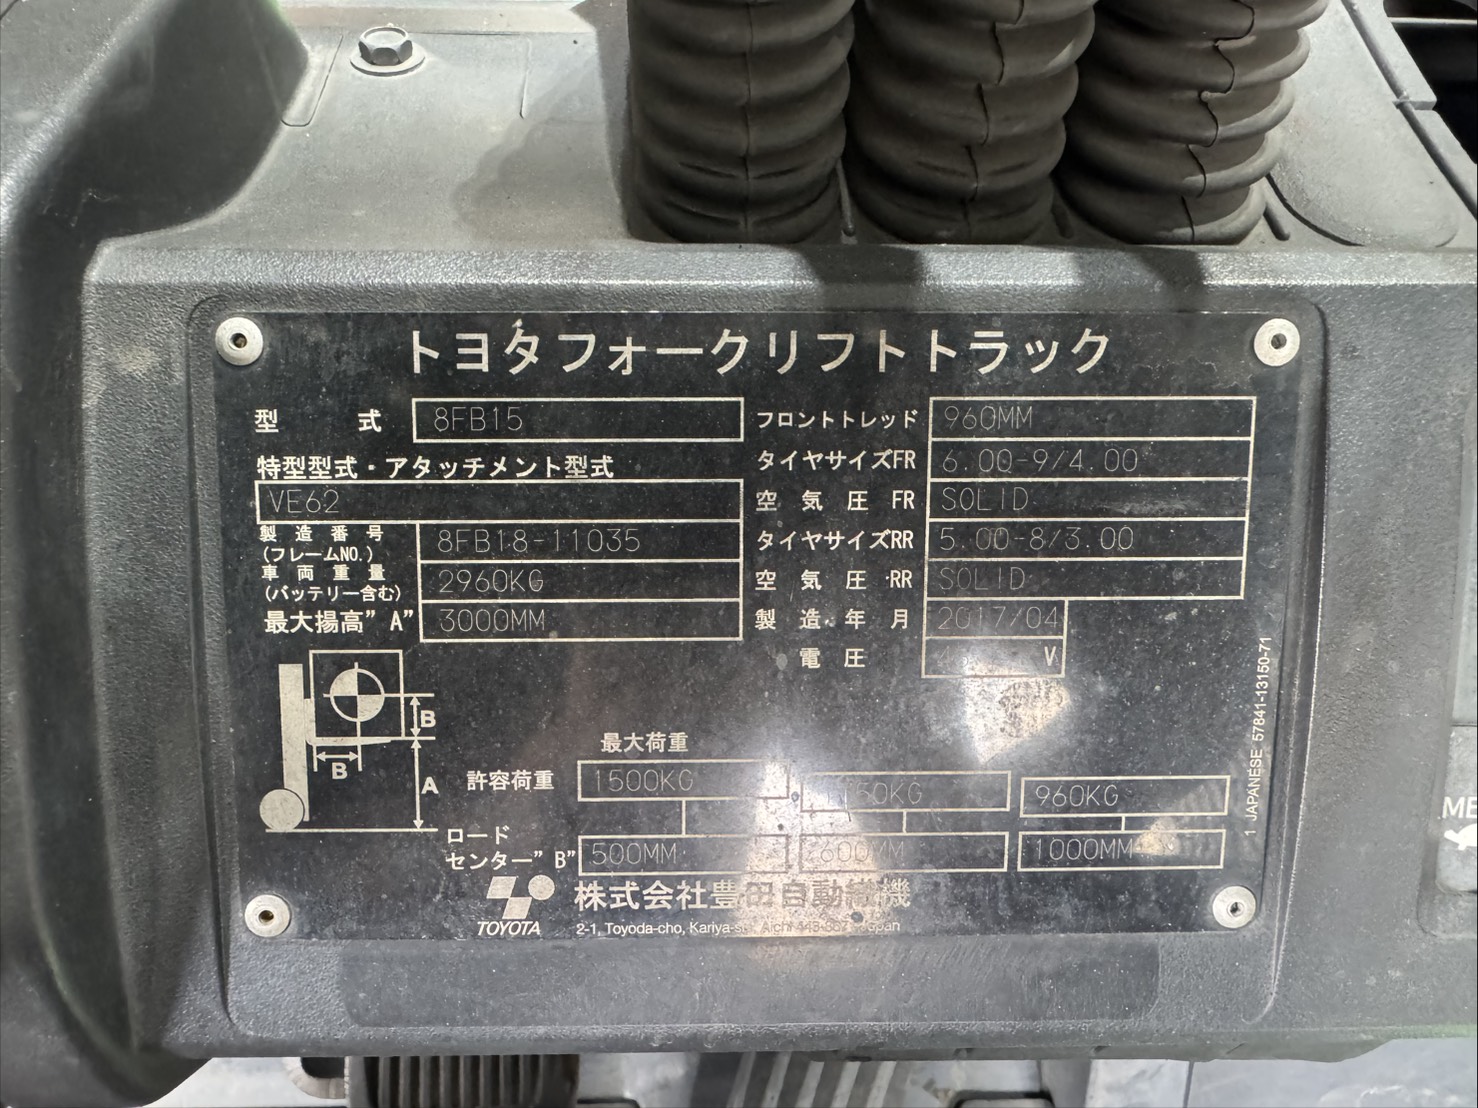 トヨタフォークリフトトラック
型式 8FB15
特型型式・アタッチメント型式
VE62
製造番号
(フレームNO.) 8FB18-11035
車両重量
(バッテリー含む) 2960KG
最大揚高"A" 3000MM
フロントトレッド 960MM
タイヤサイズFR 6.00-9/4.00
空気圧 FR SOLID
タイヤサイズRR 5.00-8/3.00
空気圧 RR SOLID
製造年月 2017/04
電圧 V
B
B
A
最大荷重
許容荷重 1500KG 960KG
ロード
センター"B" 500MM 600MM 1000MM
TOYOTA
株式会社豊田自動織機
2-1, Toyoda-cho, Kariya-shi, Aichi Japan
1 JAPANESE 57841-13150-71